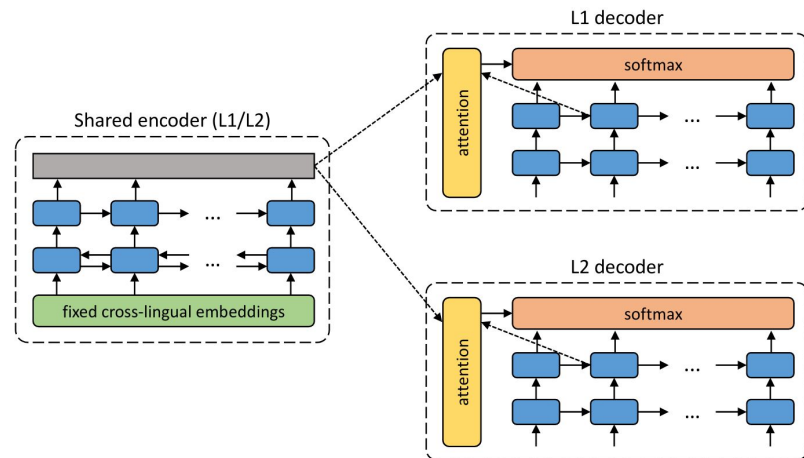 Shared encoder (L1/L2)
...
...
fixed cross-lingual embeddings
L1 decoder
attention
softmax
...
...
L2 decoder
attention
softmax
...
...